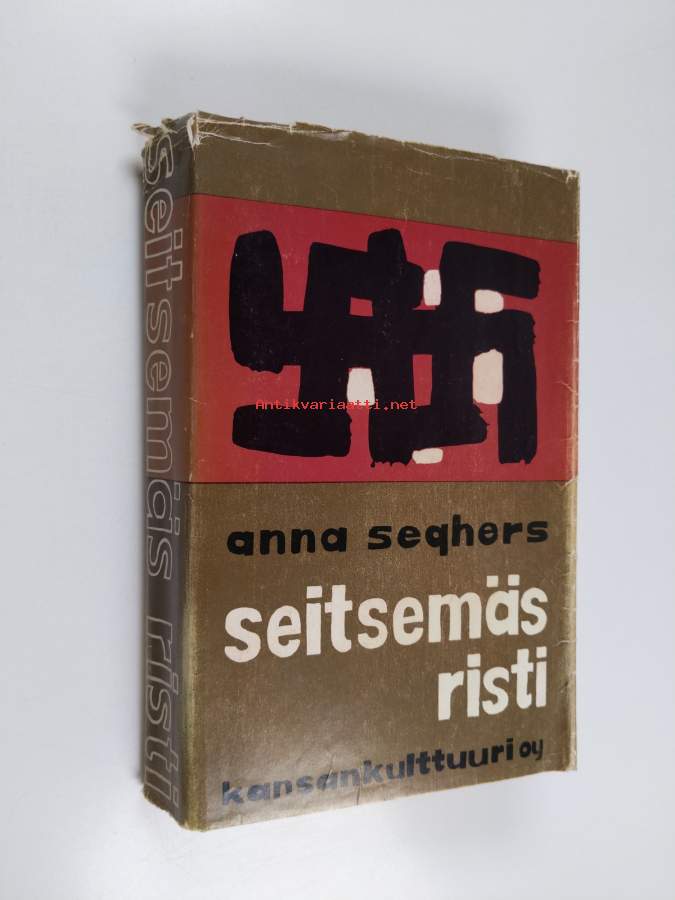 seitsemäs risti
Antikvariaatti.net
anna seghers
seitsemäs
risti
kansankulttuuri oy